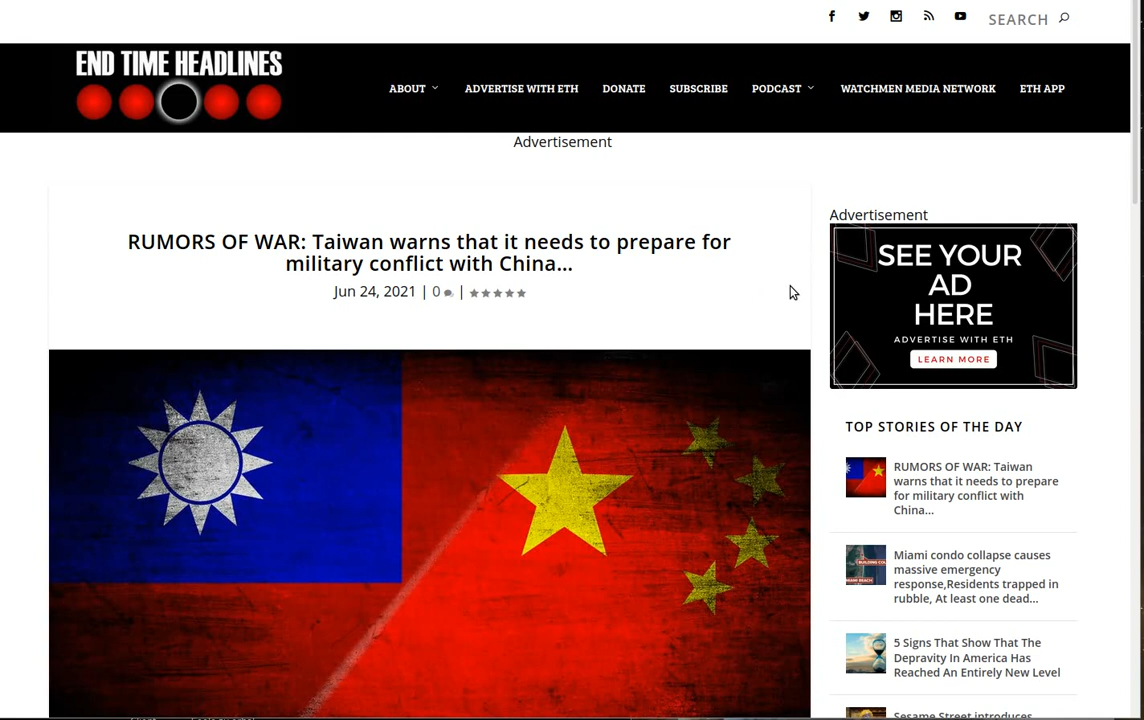 SEARCH
END TIME HEADLINES
ABOUT
ADVERTISE WITH ETH
DONATE
SUBSCRIBE
PODCAST
WATCHMEN MEDIA NETWORK
ETH APP
Advertisement
RUMORS OF WAR: Taiwan warns that it needs to prepare for
military conflict with China...
Jun 24, 2021 | 0 |
Advertisement
SEE YOUR
AD
HERE
ADVERTISE WITH ETH
LEARN MORE
TOP STORIES OF THE DAY
RUMORS OF WAR: Taiwan
warns that it needs to prepare
for military conflict with
China...
Miami condo collapse causes
massive emergency
response,Residents trapped in
rubble, At least one dead...
5 Signs That Show That The
Depravity In America Has
Reached An Entirely New Level
Sesame Street introduces